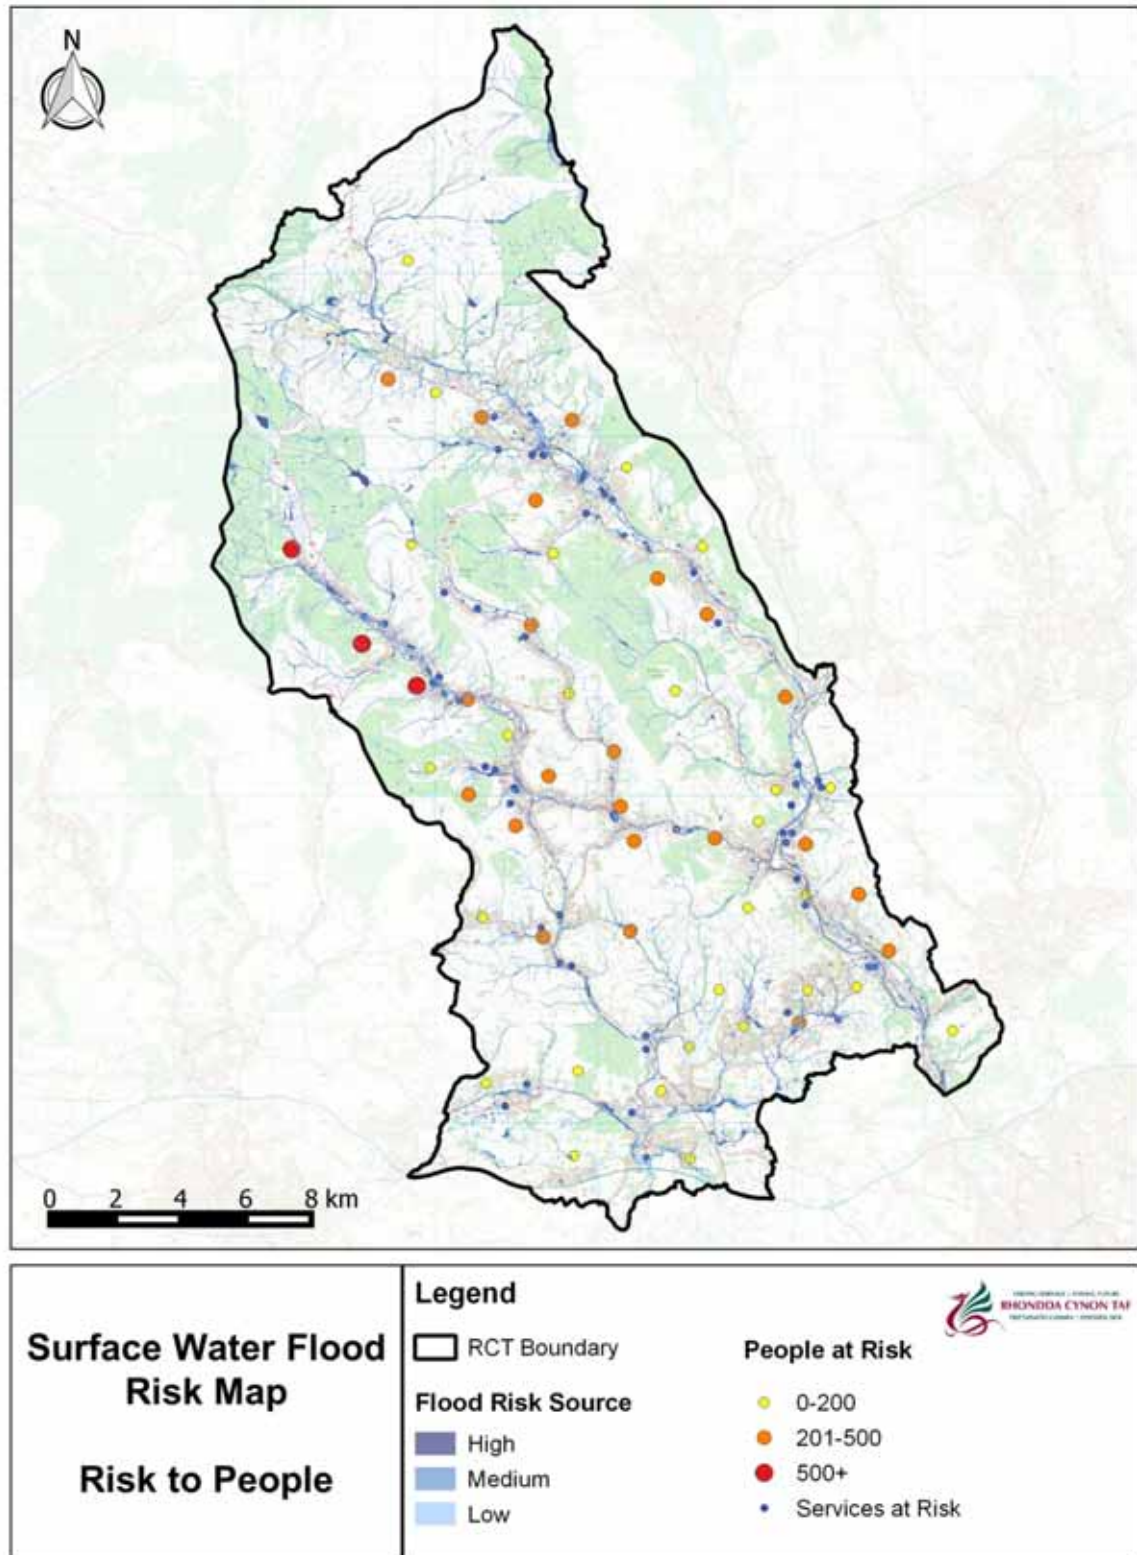 N
0 2 4 6 8 km
Surface Water Flood
Risk Map
Risk to People
Legend
RCT Boundary
Flood Risk Source
High
Medium
Low
RHONDDA CYNON TAF
People at Risk
0-200
201-500
500+
Services at Risk